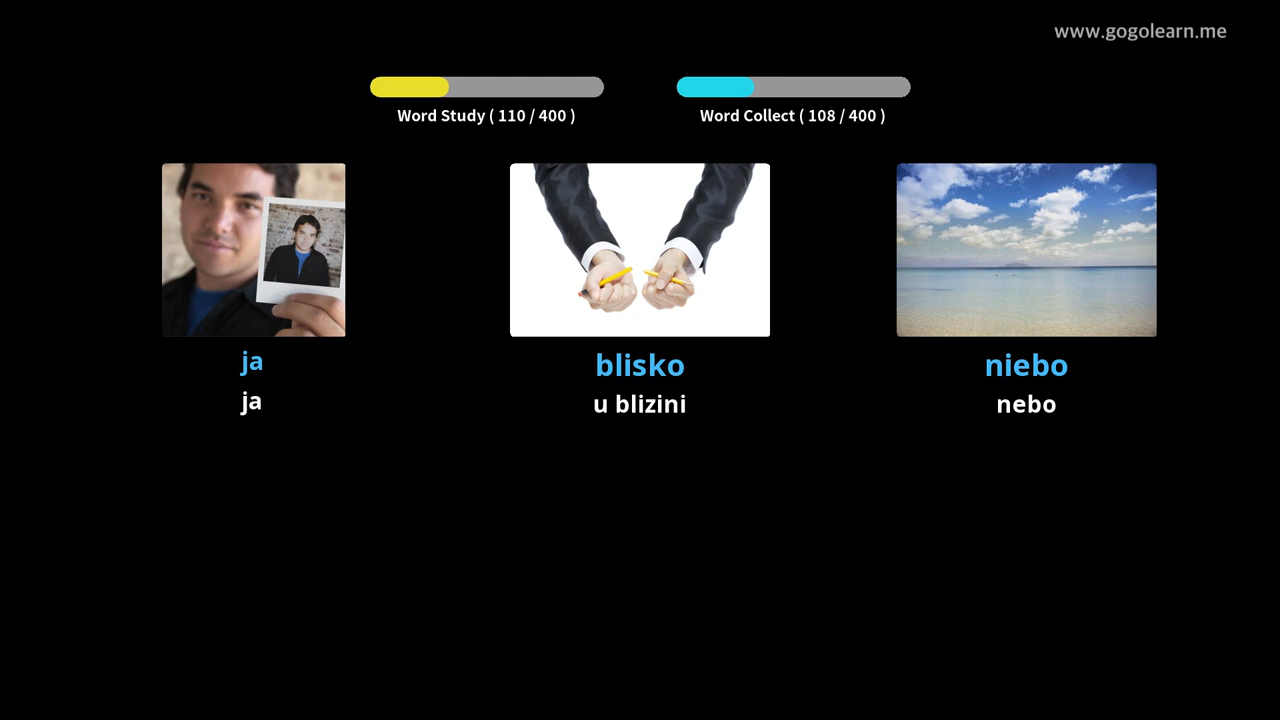 www.gogolearn.me
Word Study ( 110 / 400 )
Word Collect ( 108 / 400 )
ja
ja
blisko
u blizini
niebo
nebo